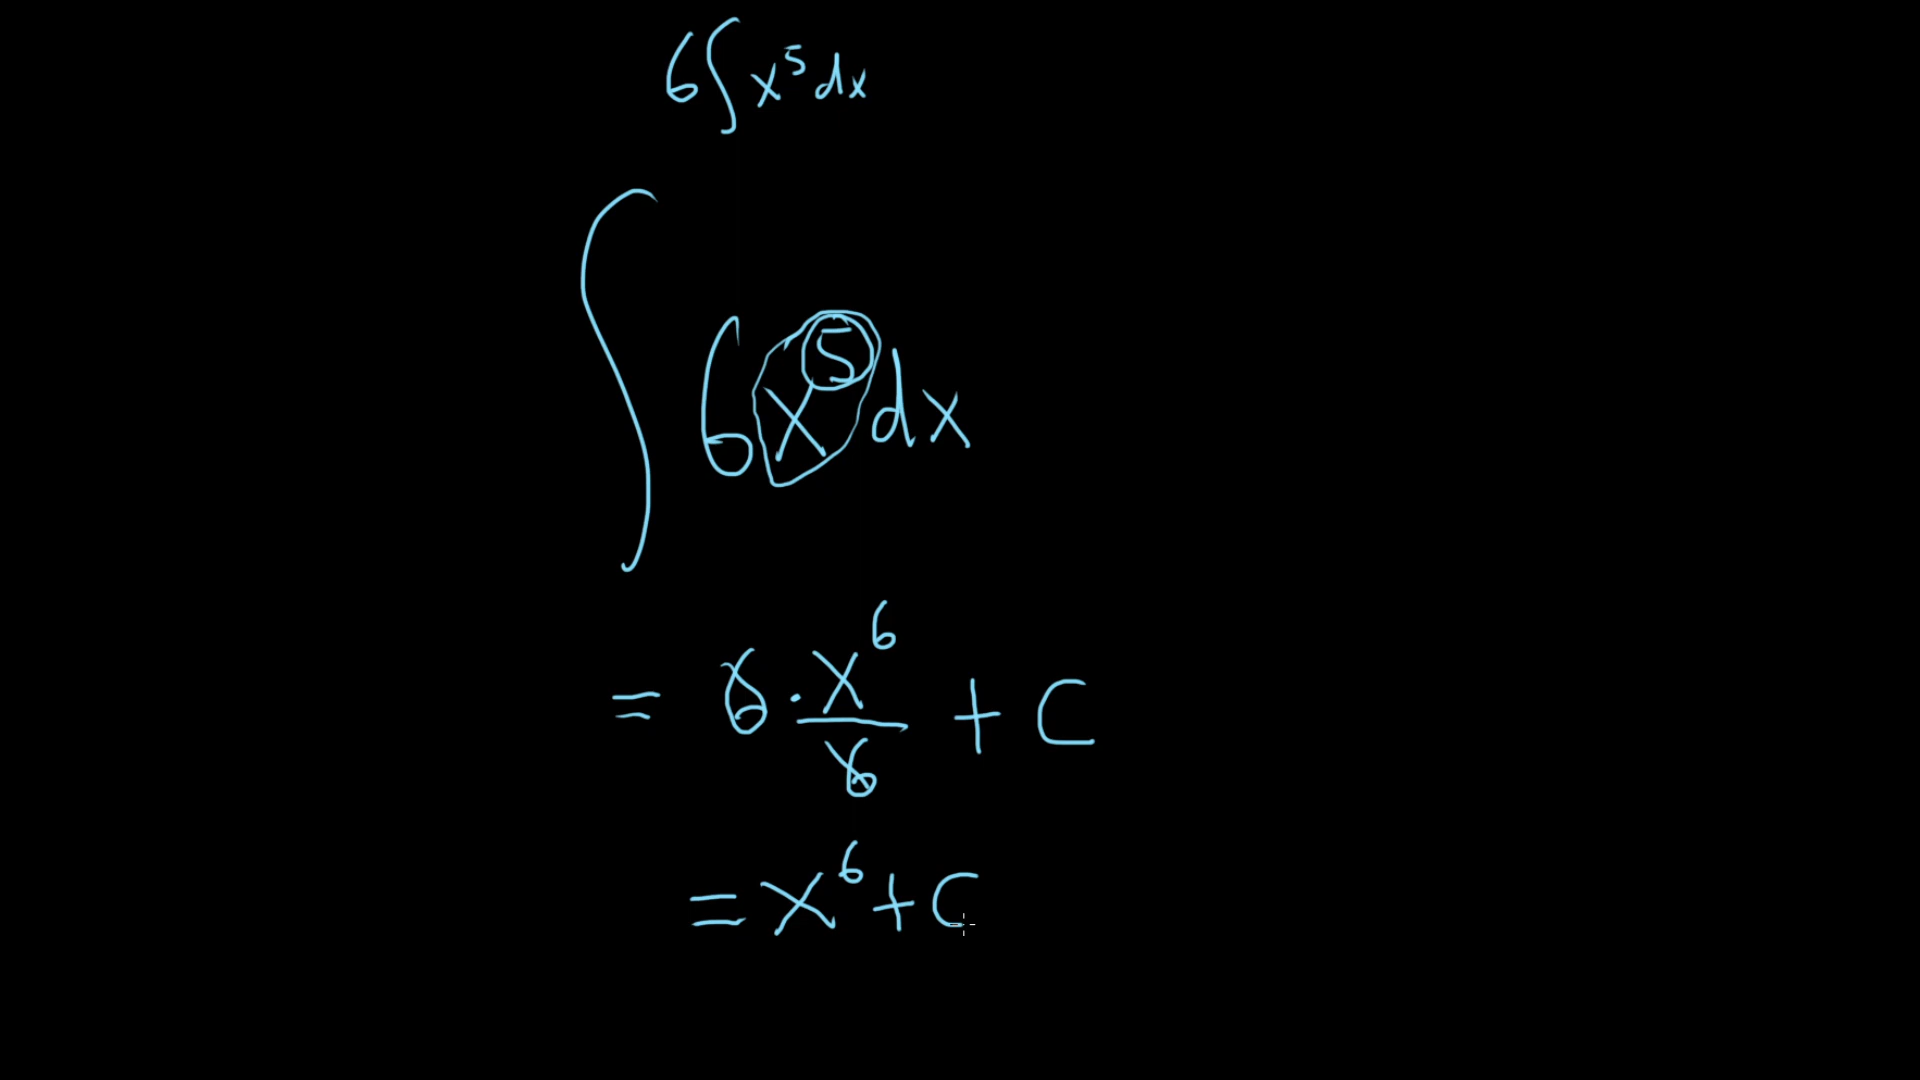 6∫x⁵dx
∫6x⁵dx
= 6·x⁶/6 + C
= x⁶ + C